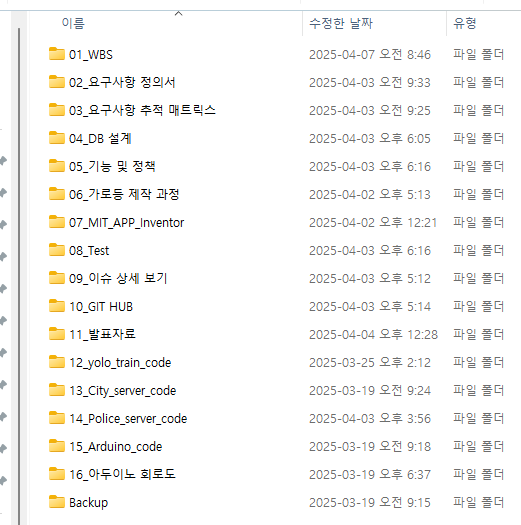 이름 수정한 날짜 유형
01_WBS 2025-04-07 오전 8:46 파일 폴더
02_요구사항 정의서 2025-04-03 오전 9:33 파일 폴더
03_요구사항 추적 매트릭스 2025-04-03 오전 9:25 파일 폴더
04_DB 설계 2025-04-03 오후 6:05 파일 폴더
05_기능 및 정책 2025-04-03 오후 6:16 파일 폴더
06_가로등 제작 과정 2025-04-02 오후 5:13 파일 폴더
07_MIT_APP_Inventor 2025-04-02 오후 12:21 파일 폴더
08_Test 2025-04-03 오후 6:16 파일 폴더
09_이슈 상세 보기 2025-04-03 오후 5:12 파일 폴더
10_GIT HUB 2025-04-03 오후 5:14 파일 폴더
11_발표자료 2025-04-04 오후 12:28 파일 폴더
12_yolo_train_code 2025-03-25 오후 2:12 파일 폴더
13_City_server_code 2025-03-19 오전 9:24 파일 폴더
14_Police_server_code 2025-04-03 오후 3:56 파일 폴더
15_Arduino_code 2025-03-19 오전 9:18 파일 폴더
16_아두이노 회로도 2025-03-19 오후 6:37 파일 폴더
Backup 2025-03-19 오전 9:15 파일 폴더